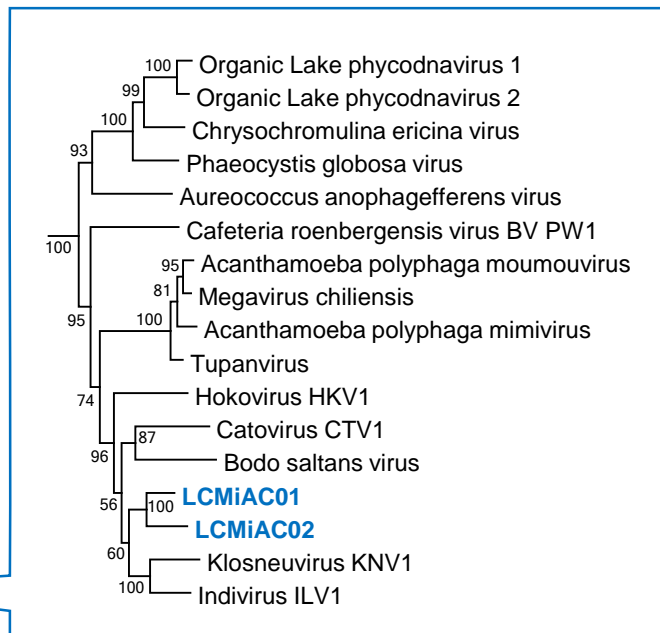 100 Organic Lake phycodnavirus 1
99
Organic Lake phycodnavirus 2
100
Chrysochromulina ericina virus
93
Phaeocystis globosa virus
Aureococcus anophagefferens virus
100
Cafeteria roenbergensis virus BV PW1
95 Acanthamoeba polyphaga moumouvirus
81 Megavirus chiliensis
95
100 Acanthamoeba polyphaga mimivirus
Tupanvirus
74
Hokovirus HKV1
Catovirus CTV1
96 87
Bodo saltans virus
LCMiAC01
56 100
LCMiAC02
60
Klosneuvirus KNV1
100
Indivirus ILV1